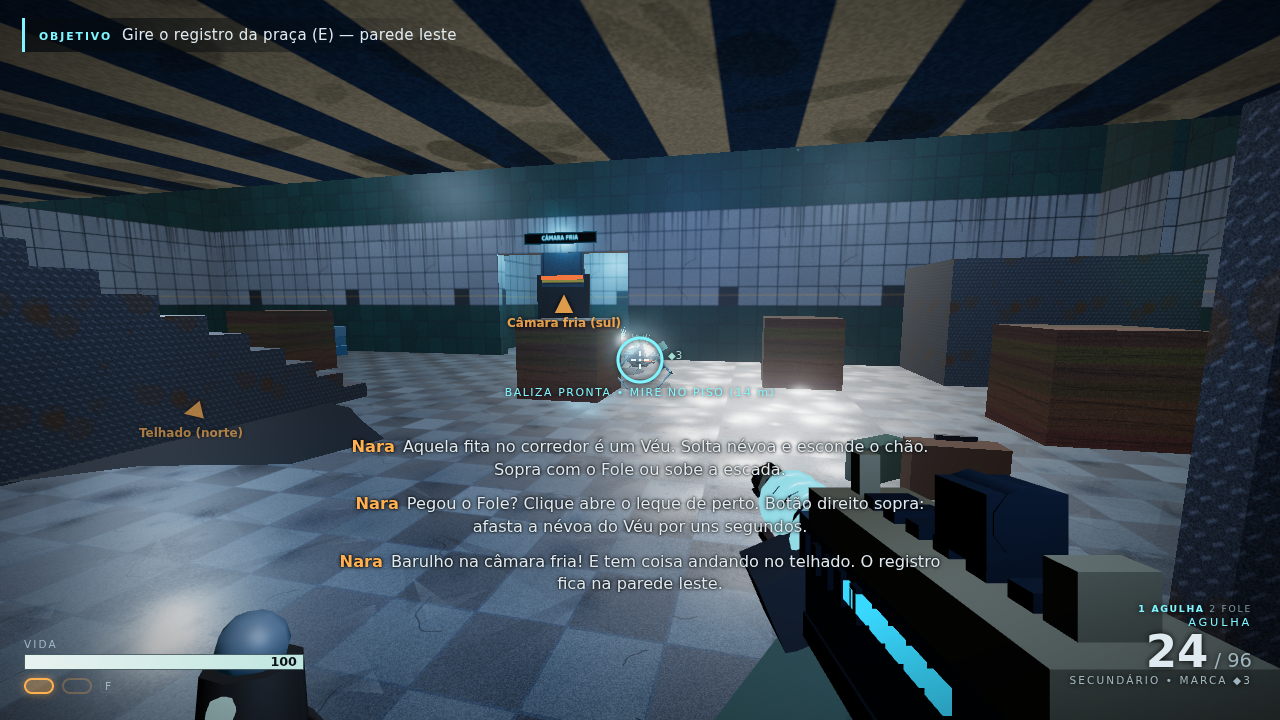 OBJETIVO Gire o registro da praça (E) — parede leste
CÂMARA FRIA
Câmara fria (sul)
◆3
BALIZA PRONTA • MIRE NO PISO (14 m)
Telhado (norte)
Nara Aquela fita no corredor é um Véu. Solta névoa e esconde o chão.
Sopra com o Fole ou sobe a escada.
Nara Pegou o Fole? Clique abre o leque de perto. Botão direito sopra:
afasta a névoa do Véu por uns segundos.
Nara Barulho na câmara fria! E tem coisa andando no telhado. O registro
fica na parede leste.
1 AGULHA 2 FOLE
AGULHA
24 / 96
SECUNDÁRIO • MARCA ◆3
VIDA
100
F